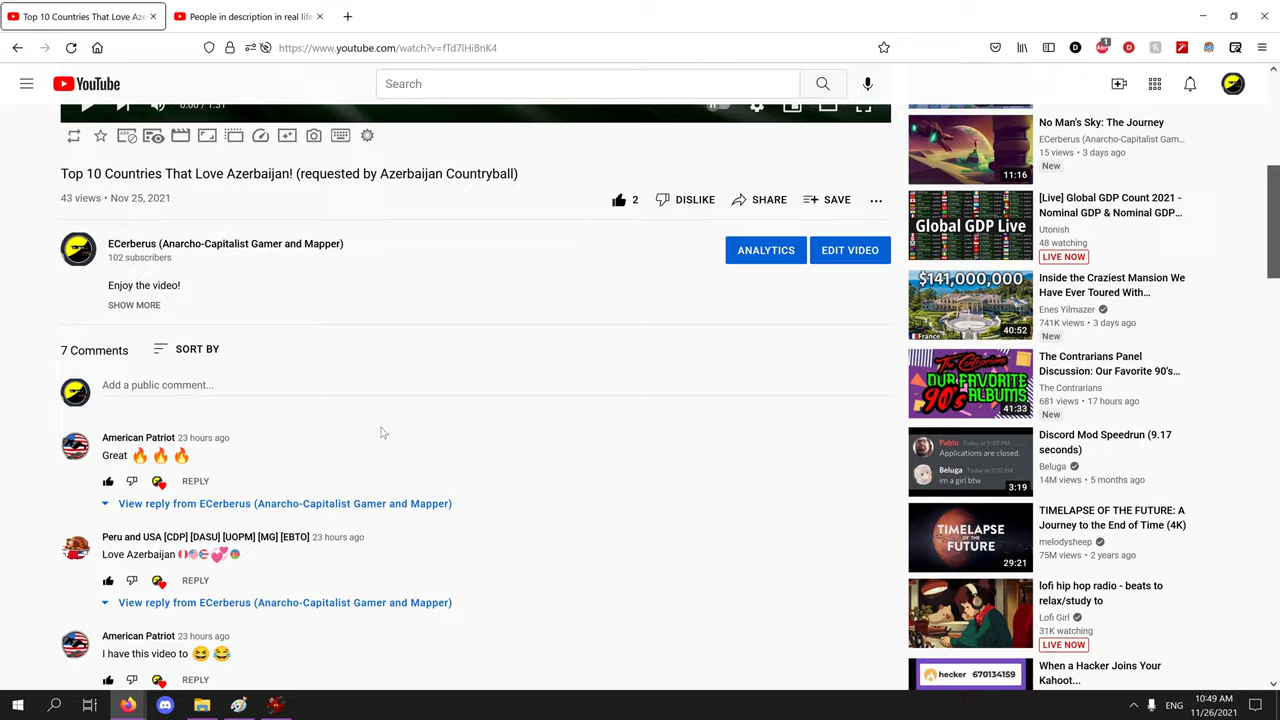 Top 10 Countries That Love Aze
People in description in real life
https://www.youtube.com/watch?v=fTd7lHiBnK4
YouTube
Search
0:00 / 1:31
Top 10 Countries That Love Azerbaijan! (requested by Azerbaijan Countryball)
43 views • Nov 25, 2021
2
DISLIKE
SHARE
SAVE
ECerberus (Anarcho-Capitalist Gamer and Mapper)
102 subscribers
ANALYTICS
EDIT VIDEO
Enjoy the video!
SHOW MORE
7 Comments
SORT BY
Add a public comment...
American Patriot 23 hours ago
Great 🔥 🔥 🔥
REPLY
View reply from ECerberus (Anarcho-Capitalist Gamer and Mapper)
Peru and USA [CDP] [DASU] [UOPM] [MG] [EBTO] 23 hours ago
Love Azerbaijan
REPLY
View reply from ECerberus (Anarcho-Capitalist Gamer and Mapper)
American Patriot 23 hours ago
I have this video to 😆 😂
REPLY
11:16
No Man's Sky: The Journey
ECerberus (Anarcho-Capitalist Gam...
15 views • 3 days ago
New
Global GDP Live
[Live] Global GDP Count 2021 -
Nominal GDP & Nominal GDP...
Utonish
48 watching
LIVE NOW
$141,000,000
France
40:52
Inside the Craziest Mansion We
Have Ever Toured With...
Enes Yilmazer
741K views • 3 days ago
New
The Contrarians
OUR FAVORITE
90's
ALBUMS
41:33
The Contrarians Panel
Discussion: Our Favorite 90's...
The Contrarians
681 views • 17 hours ago
New
Pablo Today at 11:07 PM
Applications are closed.
Beluga Today at 11:10 PM
im a girl btw
3:19
Discord Mod Speedrun (9.17
seconds)
Beluga
14M views • 5 months ago
TIMELAPSE
OF THE
FUTURE
29:21
TIMELAPSE OF THE FUTURE: A
Journey to the End of Time (4K)
melodysheep
75M views • 2 years ago
lofi hip hop radio - beats to
relax/study to
Lofi Girl
31K watching
LIVE NOW
hecker 670134159
When a Hacker Joins Your
Kahoot...
ENG
10:49 AM
11/26/2021